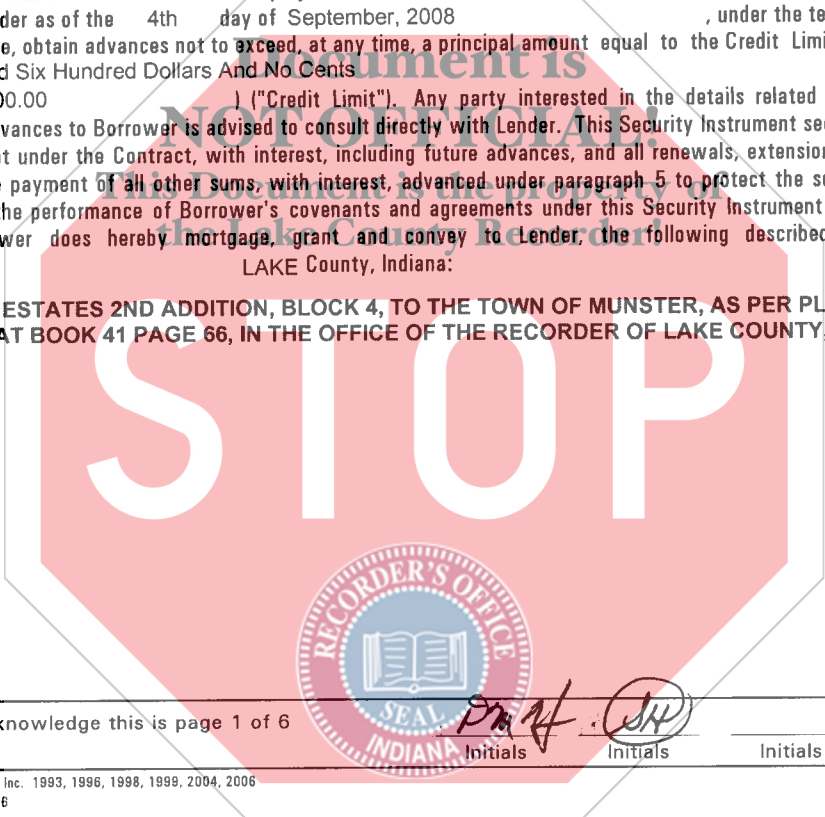 der as of the 4th day of September, 2008 , under the te
e, obtain advances not to exceed, at any time, a principal amount equal to the Credit Limi
d Six Hundred Dollars And No Cents
00.00 ) ("Credit Limit"). Any party interested in the details related
vances to Borrower is advised to consult directly with Lender. This Security Instrument sec
t under the Contract, with interest, including future advances, and all renewals, extension
e payment of all other sums, with interest, advanced under paragraph 5 to protect the se
he performance of Borrower's covenants and agreements under this Security Instrument
wer does hereby mortgage, grant and convey to Lender, the following described
LAKE County, Indiana:
Document is
NOT OFFICIAL!
This Document is the property of
the Lake County Recorder!
ESTATES 2ND ADDITION, BLOCK 4, TO THE TOWN OF MUNSTER, AS PER PL
AT BOOK 41 PAGE 66, IN THE OFFICE OF THE RECORDER OF LAKE COUNTY,
STOP
RECORDER'S OFFICE
SEAL
INDIANA
knowledge this is page 1 of 6
SH
Initials Initials Initials
Inc. 1993, 1996, 1998, 1999, 2004, 2006
6